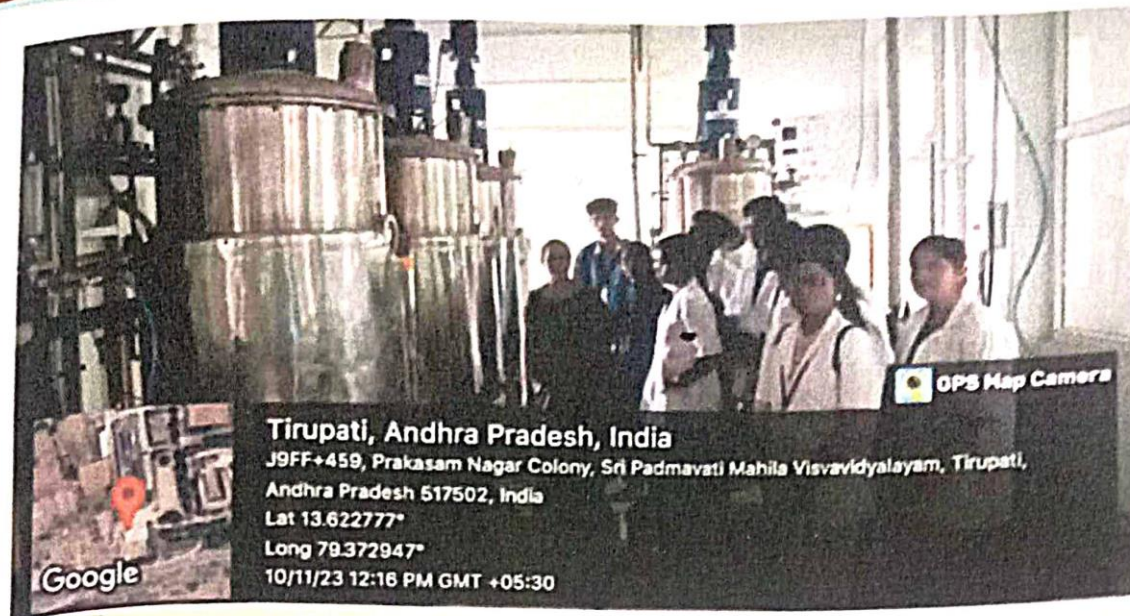 GPS Map Camera
Tirupati, Andhra Pradesh, India
J9FF+459, Prakasam Nagar Colony, Sri Padmavati Mahila Visvavidyalayam, Tirupati,
Andhra Pradesh 517502, India
Lat 13.622777°
Long 79.372947°
10/11/23 12:16 PM GMT +05:30
Google